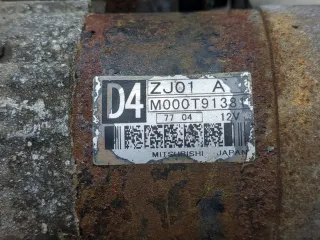 D4 ZJ01 A
M000T91381
77 04 12V
MITSUBISHI JAPAN